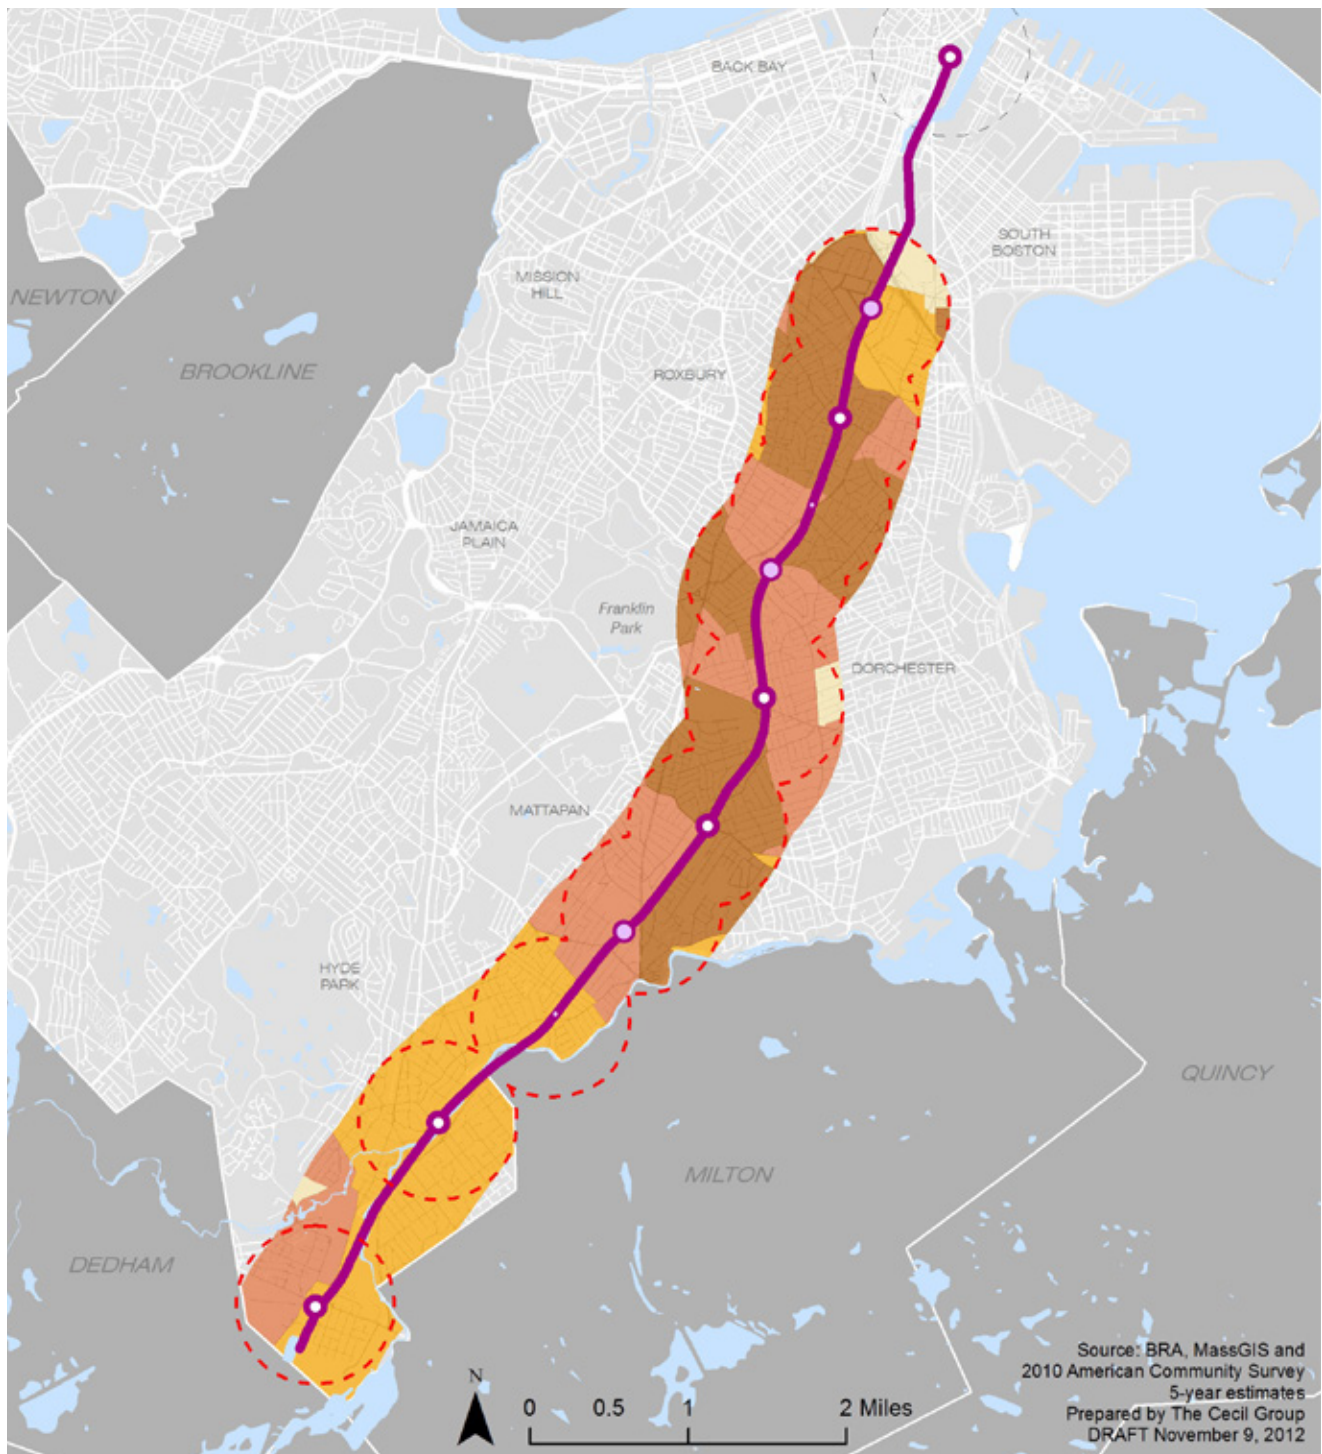 BACK BAY
SOUTH
BOSTON
MISSION
HILL
NEWTON
BROOKLINE
ROXBURY
JAMAICA
PLAIN
Franklin
Park
DORCHESTER
MATTAPAN
HYDE
PARK
QUINCY
MILTON
DEDHAM
Source: BRA, MassGIS and
2010 American Community Survey
5-year estimates
Prepared by The Cecil Group
DRAFT November 9, 2012
N
0 0.5 1 2 Miles